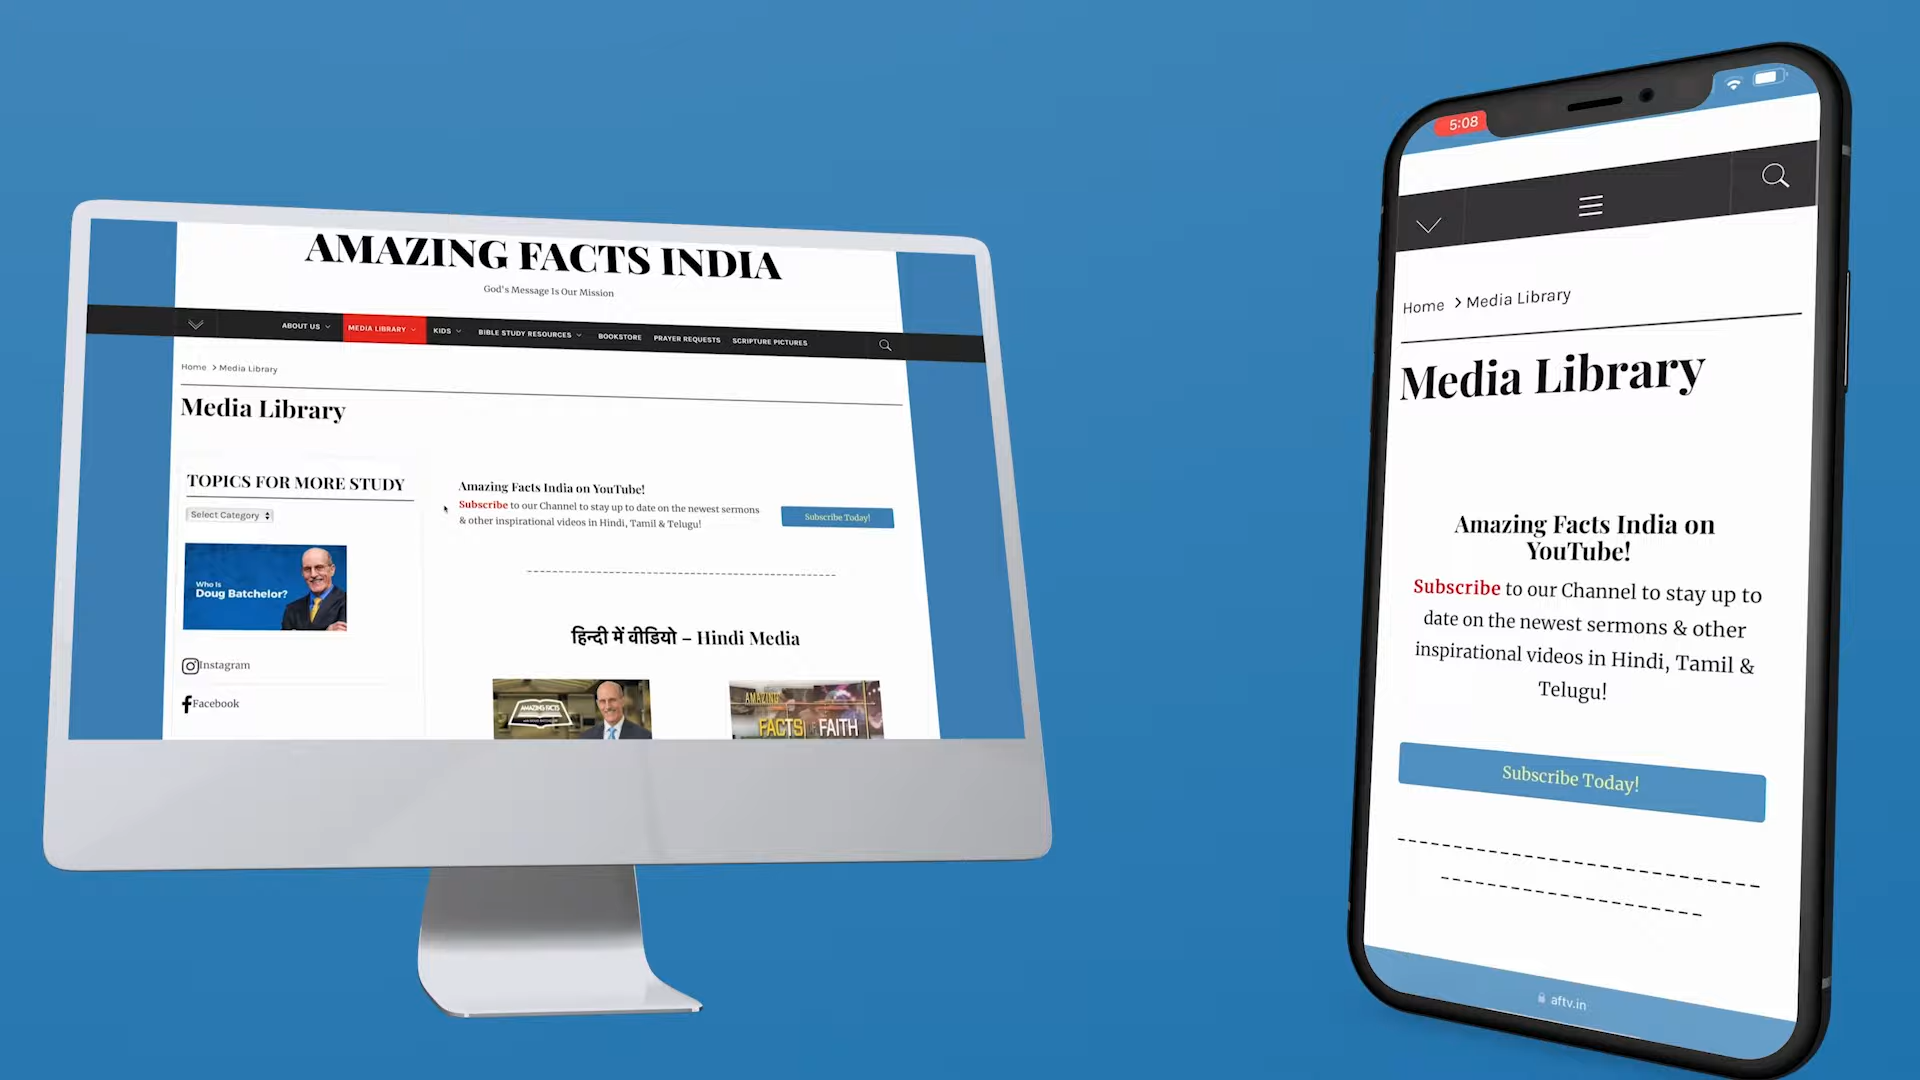 AMAZING FACTS INDIA
God's Message Is Our Mission
ABOUT US MEDIA LIBRARY KIDS BIBLE STUDY RESOURCES BOOKSTORE PRAYER REQUESTS SCRIPTURE PICTURES
Home > Media Library
Media Library
TOPICS FOR MORE STUDY
Select Category
Who Is
Doug Batchelor?
Instagram
Facebook
Amazing Facts India on YouTube!
Subscribe to our Channel to stay up to date on the newest sermons
& other inspirational videos in Hindi, Tamil & Telugu!
Subscribe Today!
हिन्दी में वीडियो – Hindi Media
AMAZING FACTS
AMAZING
FACTS OF FAITH
5:08
Home > Media Library
Media Library
Amazing Facts India on
YouTube!
Subscribe to our Channel to stay up to
date on the newest sermons & other
inspirational videos in Hindi, Tamil &
Telugu!
Subscribe Today!
aftv.in